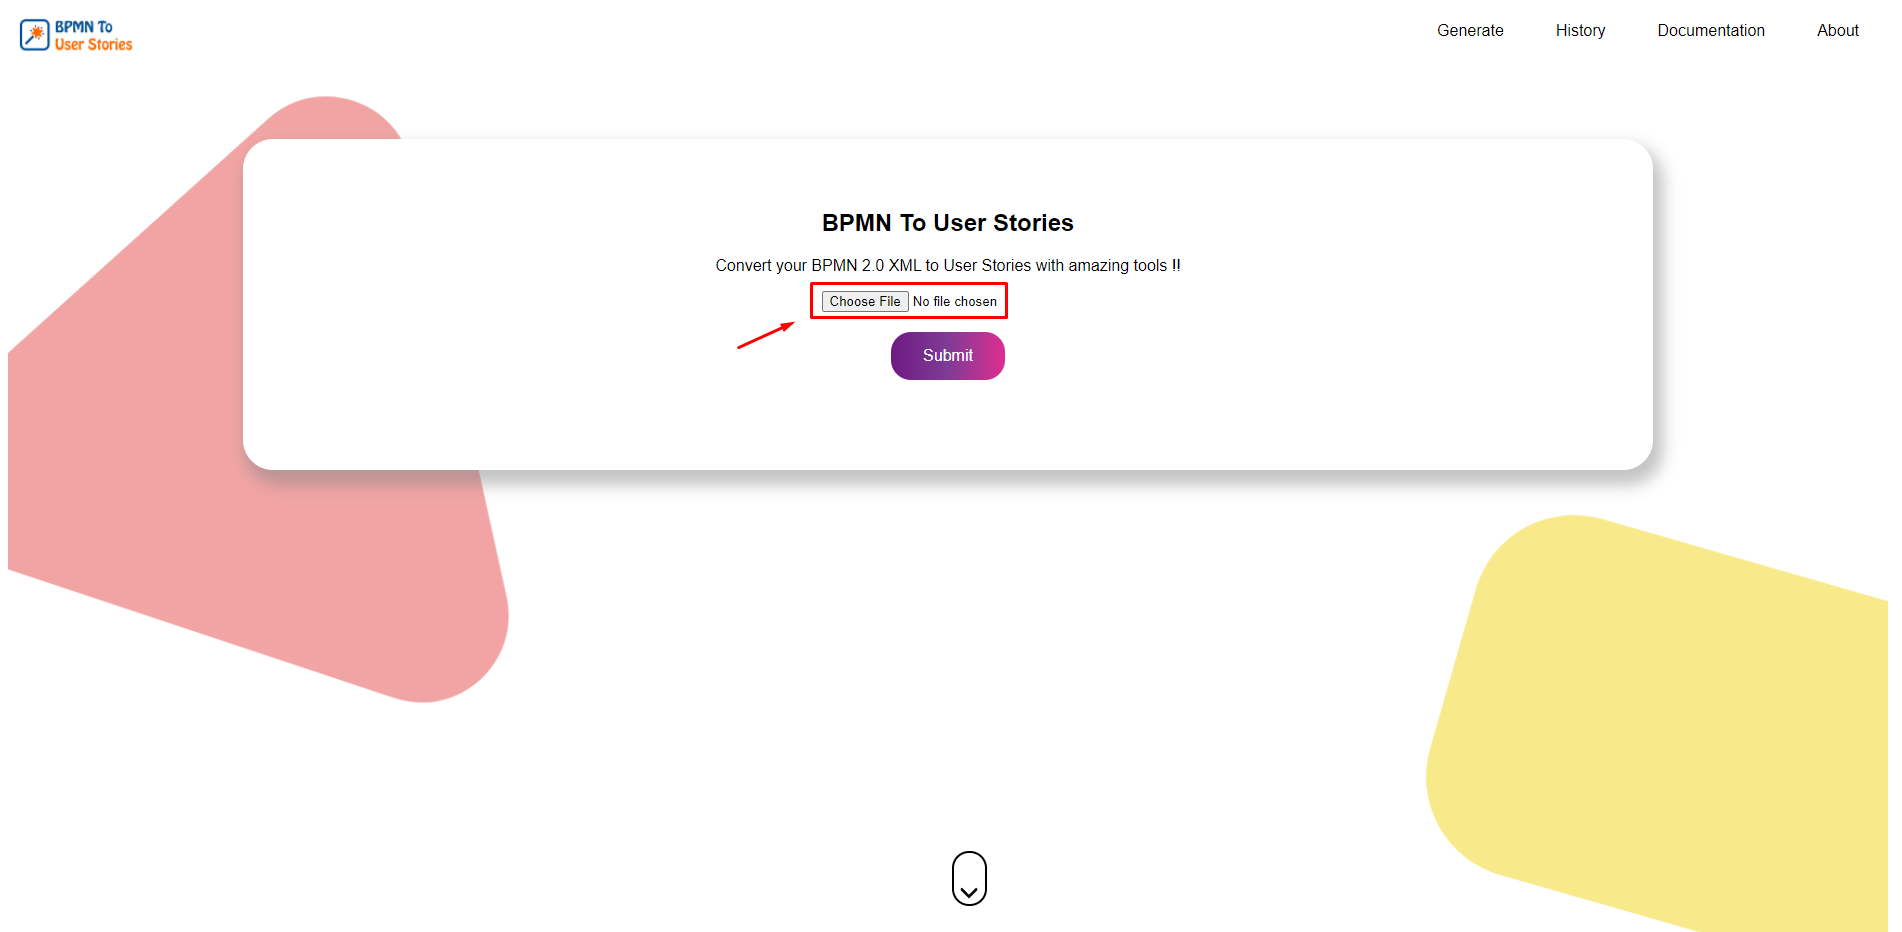 BPMN To
User Stories
Generate History Documentation About
BPMN To User Stories
Convert your BPMN 2.0 XML to User Stories with amazing tools !!
Choose File No file chosen
Submit